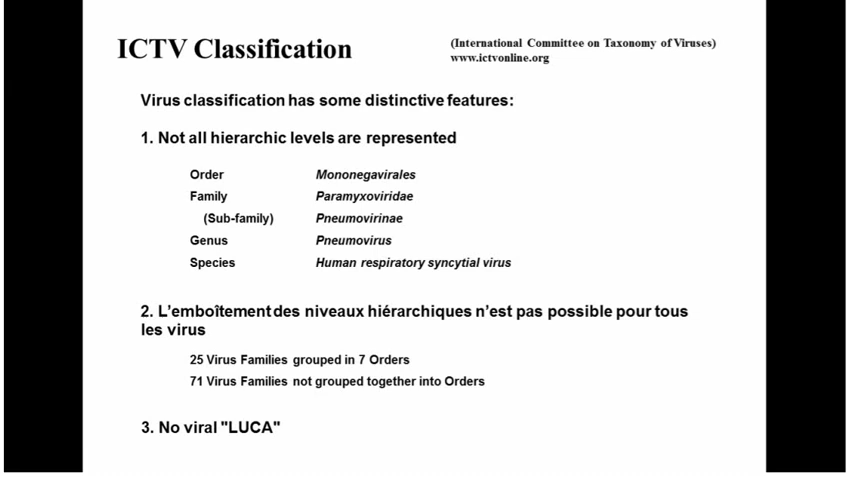 ICTV Classification
(International Committee on Taxonomy of Viruses)
www.ictvonline.org
Virus classification has some distinctive features:
1. Not all hierarchic levels are represented
Order Mononegavirales
Family Paramyxoviridae
(Sub-family) Pneumovirinae
Genus Pneumovirus
Species Human respiratory syncytial virus
2. L'emboîtement des niveaux hiérarchiques n'est pas possible pour tous
les virus
25 Virus Families grouped in 7 Orders
71 Virus Families not grouped together into Orders
3. No viral "LUCA"